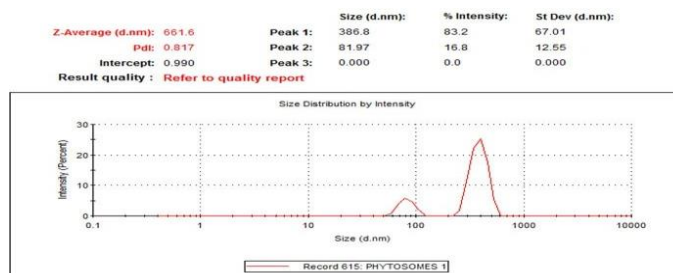 Size (d.nm): % Intensity: St Dev (d.nm):
Z-Average (d.nm): 661.6 Peak 1: 386.8 83.2 67.01
PdI: 0.817 Peak 2: 81.97 16.8 12.55
Intercept: 0.990 Peak 3: 0.000 0.0 0.000
Result quality : Refer to quality report
Size Distribution by Intensity
Intensity (Percent)
30
20
10
0
0.1 1 10 100 1000 10000
Size (d.nm)
Record 615: PHYTOSOMES 1